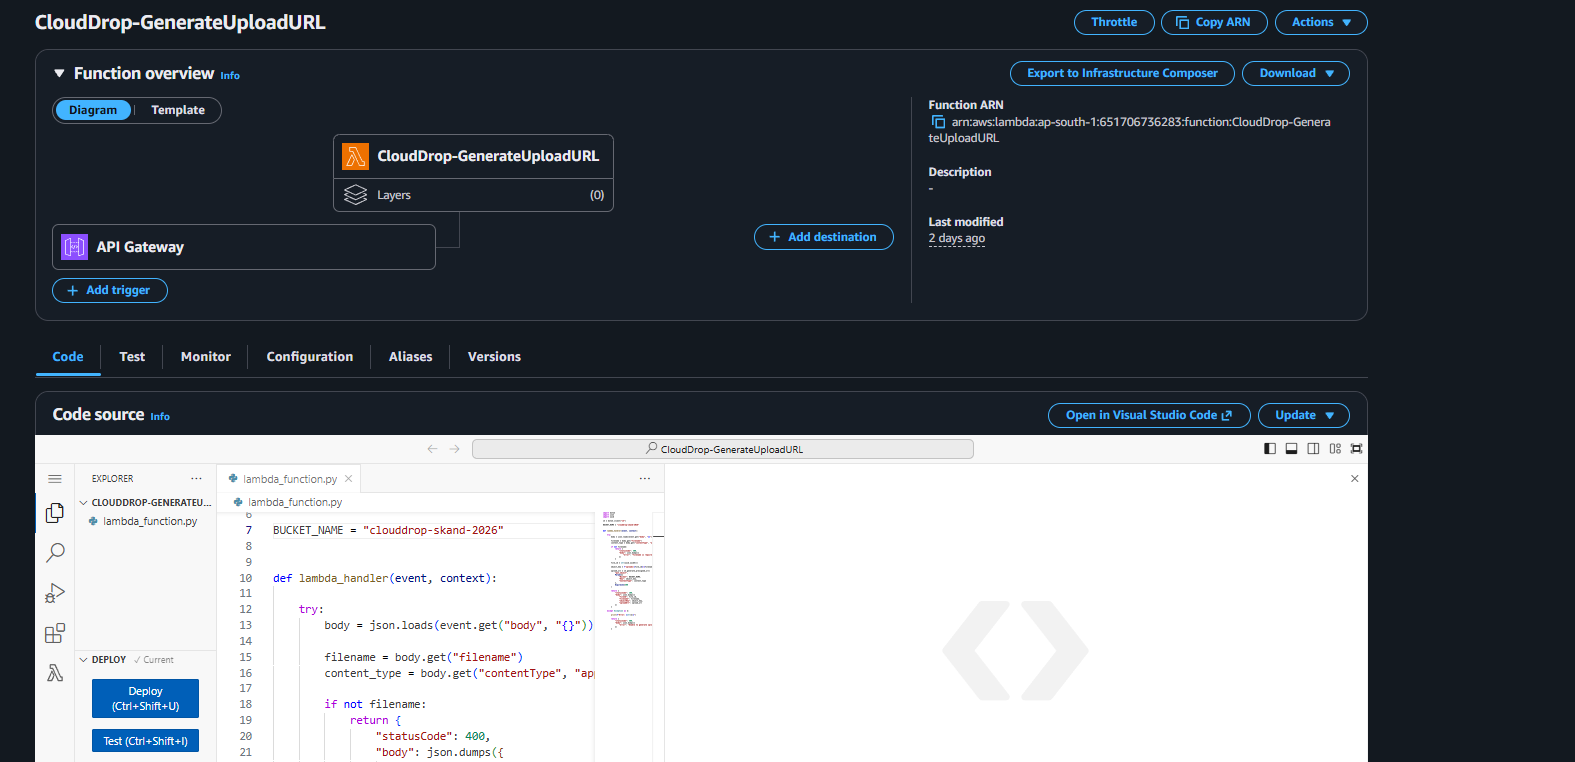 CloudDrop-GenerateUploadURL
Throttle
Copy ARN
Actions
Function overview Info
Export to Infrastructure Composer
Download
Diagram
Template
CloudDrop-GenerateUploadURL
Layers (0)
API Gateway
+ Add trigger
+ Add destination
Function ARN
arn:aws:lambda:ap-south-1:651706736283:function:CloudDrop-Genera
teUploadURL
Description
-
Last modified
2 days ago
Code
Test
Monitor
Configuration
Aliases
Versions
Code source Info
Open in Visual Studio Code
Update
CloudDrop-GenerateUploadURL
EXPLORER
CLOUDDROP-GENERATEU...
lambda_function.py
DEPLOY ✓ Current
Deploy
(Ctrl+Shift+U)
Test (Ctrl+Shift+I)
lambda_function.py
lambda_function.py
6
7 BUCKET_NAME = "clouddrop-skand-2026"
8
9
10 def lambda_handler(event, context):
11
12 try:
13 body = json.loads(event.get("body", "{}"))
14
15 filename = body.get("filename")
16 content_type = body.get("contentType", "ap
17
18 if not filename:
19 return {
20 "statusCode": 400,
21 "body": json.dumps({